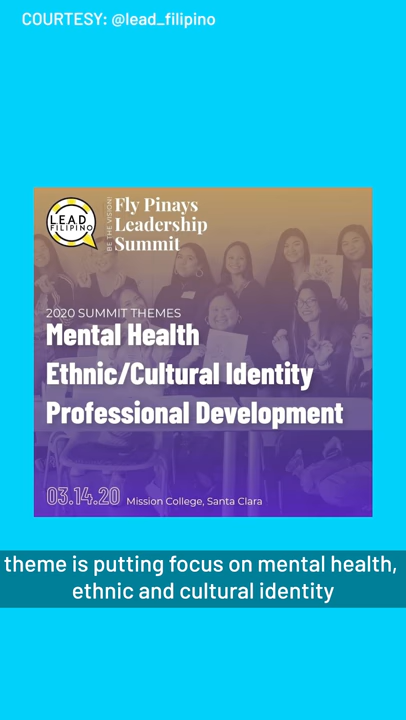 COURTESY: @lead_filipino
LEAD
FILIPINO
BE THE VISION!
Fly Pinays
Leadership
Summit
2020 SUMMIT THEMES
Mental Health
Ethnic/Cultural Identity
Professional Development
03.14.20 Mission College, Santa Clara
theme is putting focus on mental health,
ethnic and cultural identity